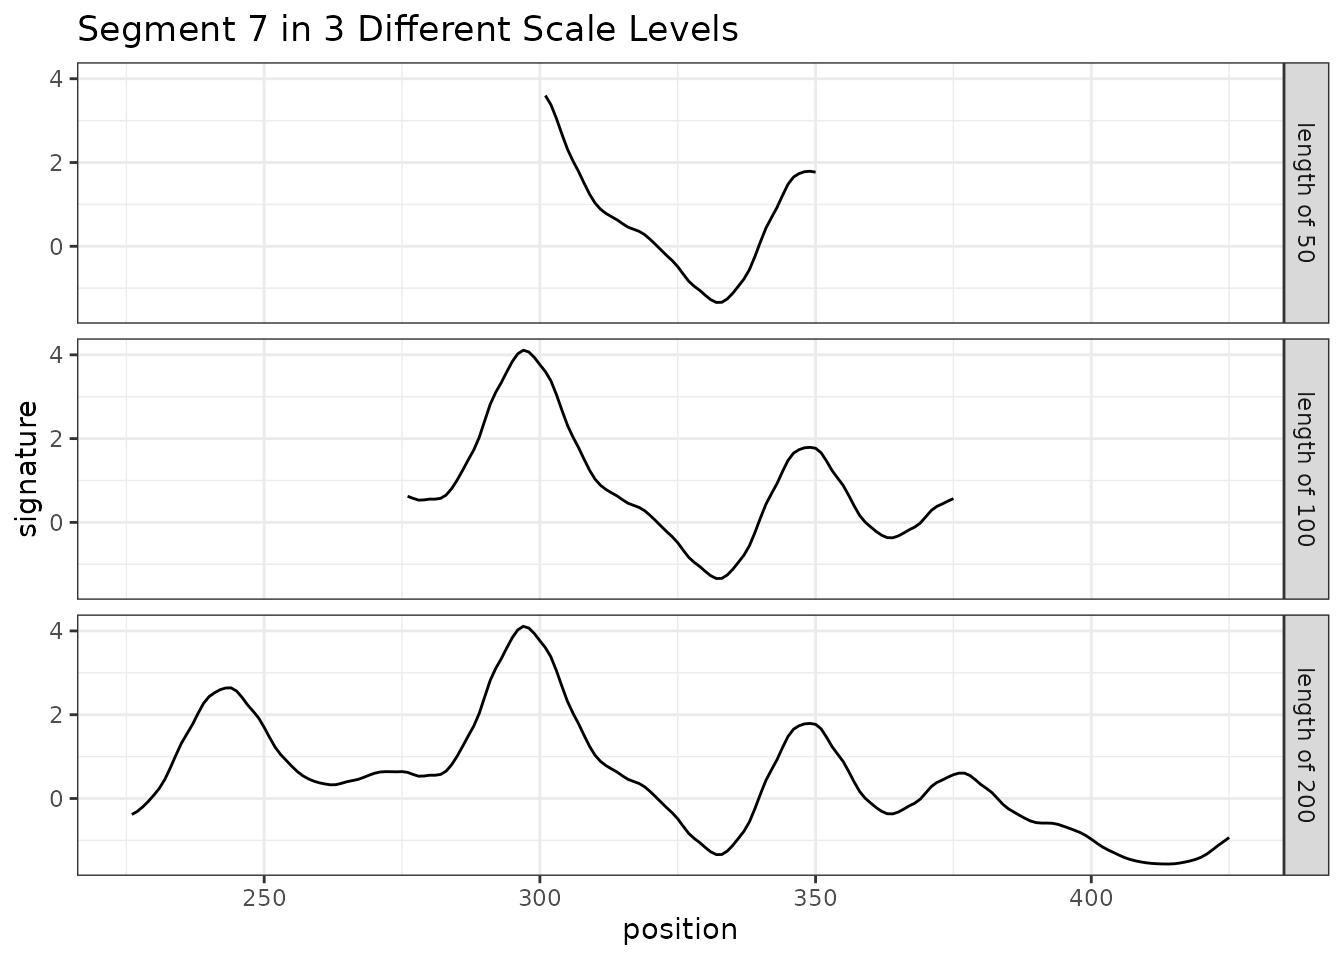 Segment 7 in 3 Different Scale Levels
4
2
0
length of 50
4
2
0
length of 100
4
2
0
length of 200
signature
250 300 350 400
position